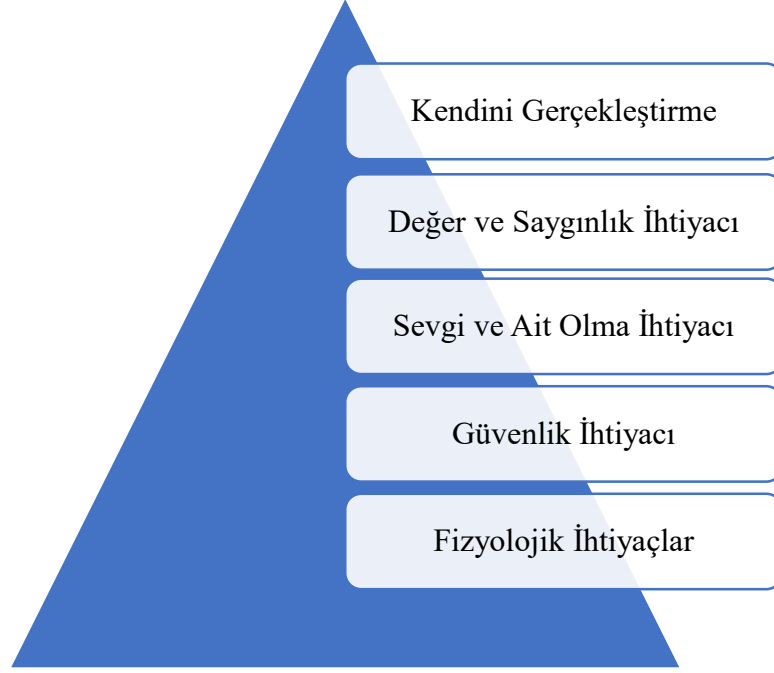 Kendini Gerçekleştirme
Değer ve Saygınlık İhtiyacı
Sevgi ve Ait Olma İhtiyacı
Güvenlik İhtiyacı
Fizyolojik İhtiyaçlar